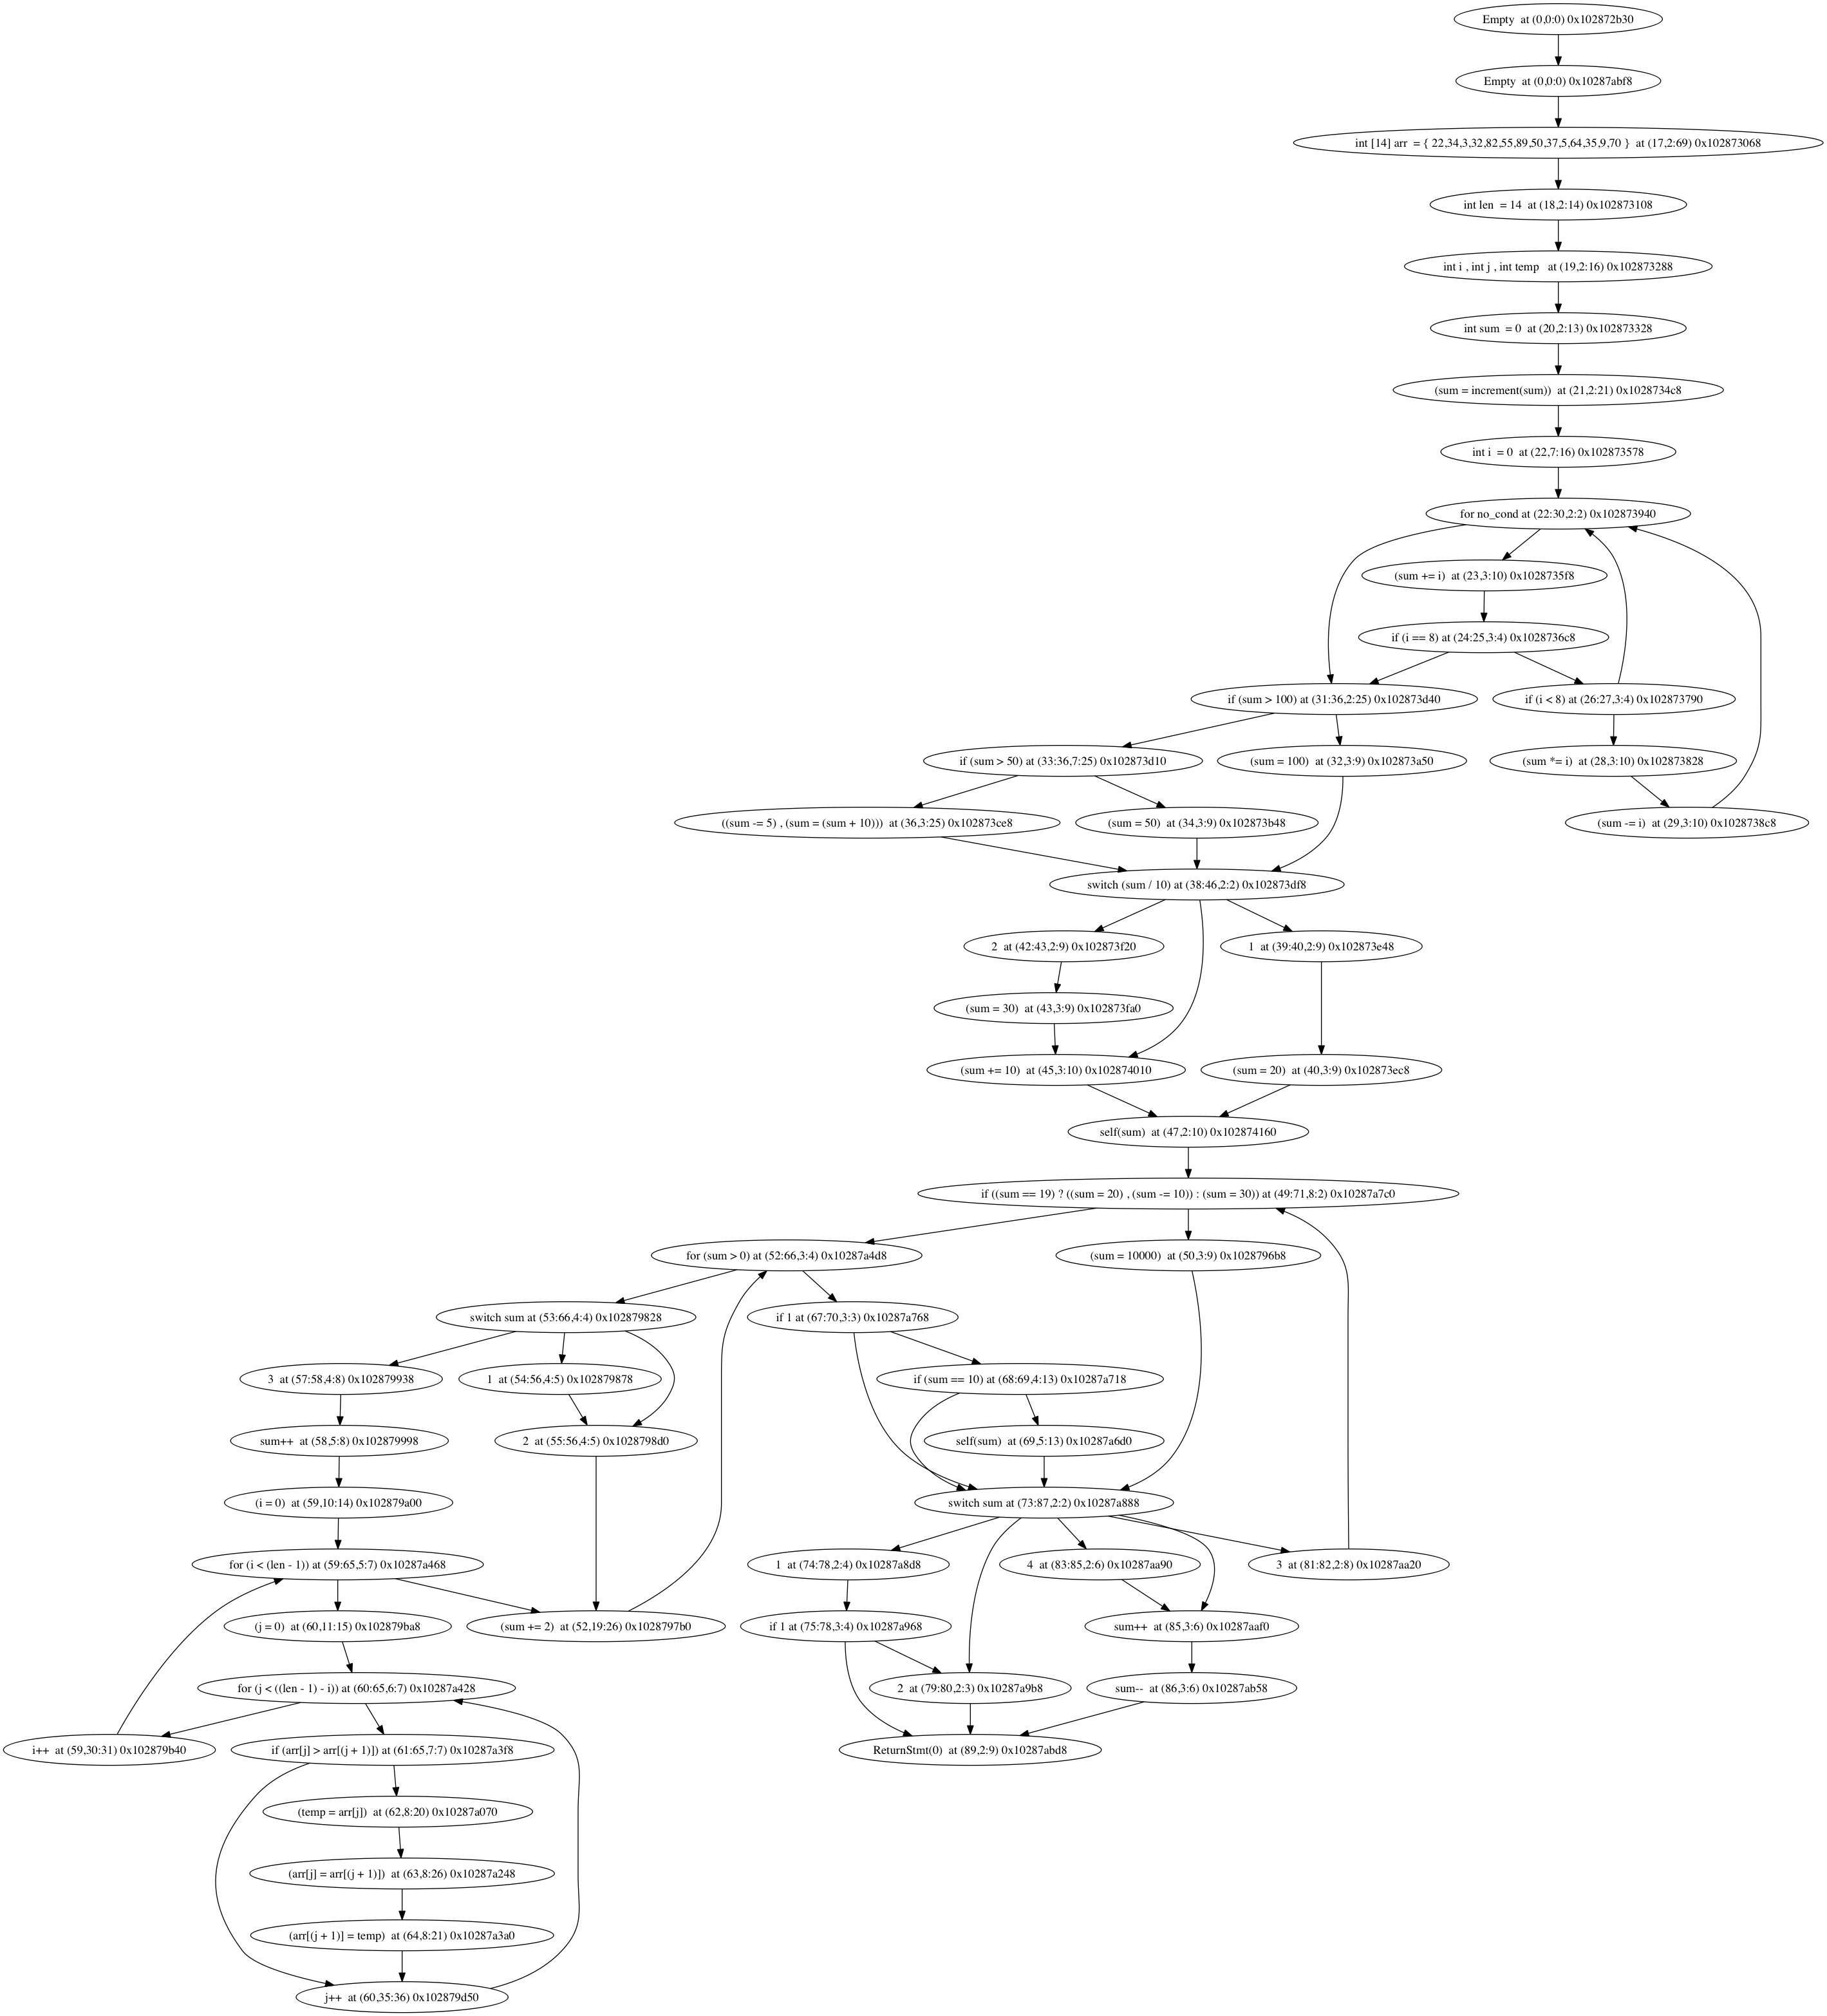 Empty at (0,0:0) 0x102872b30
Empty at (0,0:0) 0x10287abf8
int [14] arr = { 22,34,3,32,82,55,89,50,37,5,64,35,9,70 } at (17,2:69) 0x102873068
int len = 14 at (18,2:14) 0x102873108
int i , int j , int temp at (19,2:16) 0x102873288
int sum = 0 at (20,2:13) 0x102873328
(sum = increment(sum)) at (21,2:21) 0x1028734c8
int i = 0 at (22,7:16) 0x102873578
for no_cond at (22:30,2:2) 0x102873940
(sum += i) at (23,3:10) 0x1028735f8
if (i == 8) at (24:25,3:4) 0x1028736c8
if (sum > 100) at (31:36,2:25) 0x102873d40
if (i < 8) at (26:27,3:4) 0x102873790
if (sum > 50) at (33:36,7:25) 0x102873d10
(sum = 100) at (32,3:9) 0x102873a50
(sum *= i) at (28,3:10) 0x102873828
((sum -= 5) , (sum = (sum + 10))) at (36,3:25) 0x102873ce8
(sum = 50) at (34,3:9) 0x102873b48
(sum -= i) at (29,3:10) 0x1028738c8
switch (sum / 10) at (38:46,2:2) 0x102873df8
2 at (42:43,2:9) 0x102873f20
1 at (39:40,2:9) 0x102873e48
(sum = 30) at (43,3:9) 0x102873fa0
(sum += 10) at (45,3:10) 0x102874010
(sum = 20) at (40,3:9) 0x102873ec8
self(sum) at (47,2:10) 0x102874160
if ((sum == 19) ? ((sum = 20) , (sum -= 10)) : (sum = 30)) at (49:71,8:2) 0x10287a7c0
for (sum > 0) at (52:66,3:4) 0x10287a4d8
(sum = 10000) at (50,3:9) 0x1028796b8
switch sum at (53:66,4:4) 0x102879828
if 1 at (67:70,3:3) 0x10287a768
3 at (57:58,4:8) 0x102879938
1 at (54:56,4:5) 0x102879878
if (sum == 10) at (68:69,4:13) 0x10287a718
sum++ at (58,5:8) 0x102879998
2 at (55:56,4:5) 0x1028798d0
self(sum) at (69,5:13) 0x10287a6d0
(i = 0) at (59,10:14) 0x102879a00
switch sum at (73:87,2:2) 0x10287a888
for (i < (len - 1)) at (59:65,5:7) 0x10287a468
1 at (74:78,2:4) 0x10287a8d8
4 at (83:85,2:6) 0x10287aa90
3 at (81:82,2:8) 0x10287aa20
(j = 0) at (60,11:15) 0x102879ba8
(sum += 2) at (52,19:26) 0x1028797b0
if 1 at (75:78,3:4) 0x10287a968
sum++ at (85,3:6) 0x10287aaf0
for (j < ((len - 1) - i)) at (60:65,6:7) 0x10287a428
2 at (79:80,2:3) 0x10287a9b8
sum-- at (86,3:6) 0x10287ab58
i++ at (59,30:31) 0x102879b40
if (arr[j] > arr[(j + 1)]) at (61:65,7:7) 0x10287a3f8
ReturnStmt(0) at (89,2:9) 0x10287abd8
(temp = arr[j]) at (62,8:20) 0x10287a070
(arr[j] = arr[(j + 1)]) at (63,8:26) 0x10287a248
(arr[(j + 1)] = temp) at (64,8:21) 0x10287a3a0
j++ at (60,35:36) 0x102879d50